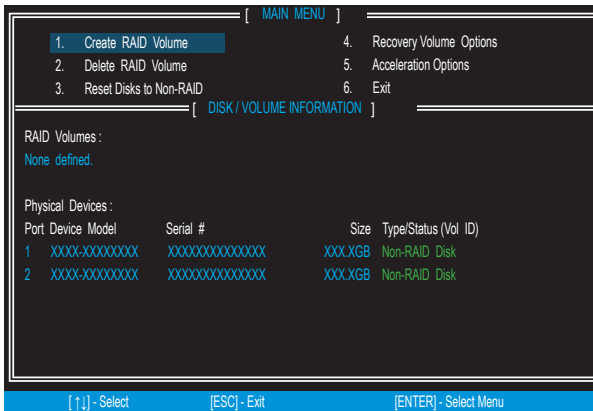 [ MAIN MENU ]
1. Create RAID Volume 4. Recovery Volume Options
2. Delete RAID Volume 5. Acceleration Options
3. Reset Disks to Non-RAID 6. Exit
[ DISK / VOLUME INFORMATION ]
RAID Volumes :
None defined.
Physical Devices :
Port Device Model Serial # Size Type/Status (Vol ID)
1 XXXX-XXXXXXXX XXXXXXXXXXXXXX XXX.XGB Non-RAID Disk
2 XXXX-XXXXXXXX XXXXXXXXXXXXXX XXX.XGB Non-RAID Disk
[ ↑↓] - Select [ESC] - Exit [ENTER] - Select Menu